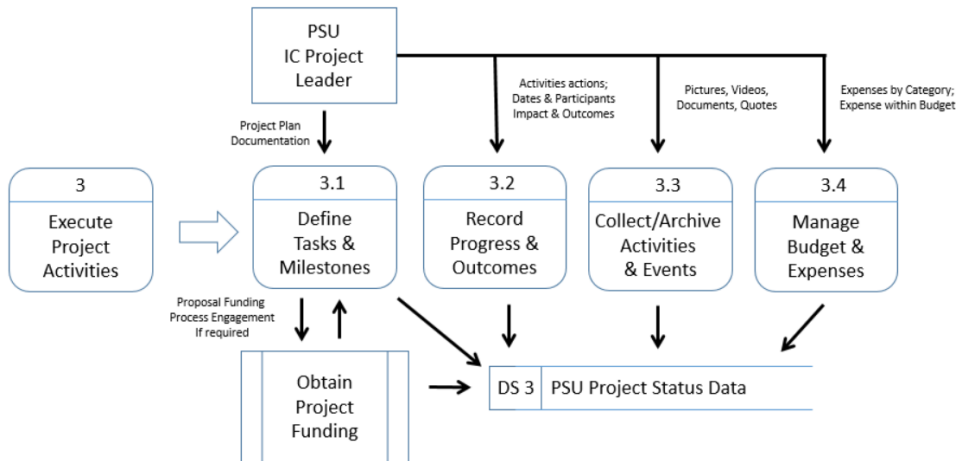 PSU
IC Project
Leader
Activities actions;
Dates & Participants
Impact & Outcomes
Pictures, Videos,
Documents, Quotes
Expenses by Category;
Expense within Budget
Project Plan
Documentation
3
Execute
Project
Activities
3.1
Define
Tasks &
Milestones
3.2
Record
Progress &
Outcomes
3.3
Collect/Archive
Activities
& Events
3.4
Manage
Budget &
Expenses
Proposal Funding
Process Engagement
If required
Obtain
Project
Funding
DS 3 PSU Project Status Data